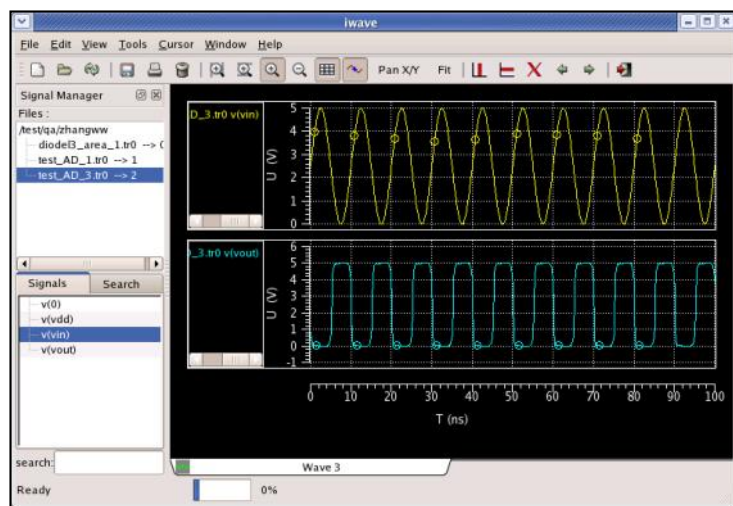 iwave
File Edit View Tools Cursor Window Help
Pan X/Y Fit
Signal Manager
Files :
/test/qa/zhangww
diodel3_area_1.tr0 --> 0
test_AD_1.tr0 --> 1
test_AD_3.tr0 --> 2
Signals Search
v(0)
v(vdd)
v(vin)
v(vout)
search:
Ready
0%
D_3.tr0 v(vin)
U (V)
5
4
3
2
1
0
_3.tr0 v(vout)
U (V)
6
5
4
3
2
1
0
-1
0 10 20 30 40 50 60 70 80 90 100
T (ns)
Wave 3